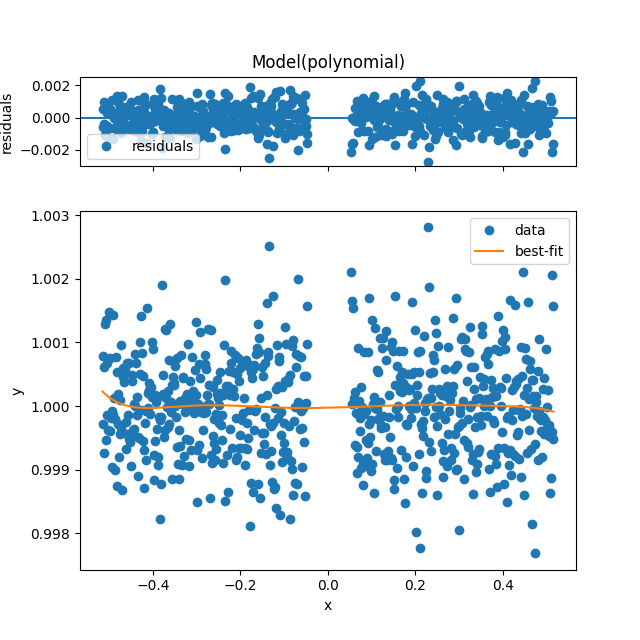 Model(polynomial)
residuals
0.002
0.000
−0.002
residuals
y
1.003
1.002
1.001
1.000
0.999
0.998
data
best-fit
−0.4
−0.2
0.0
0.2
0.4
x